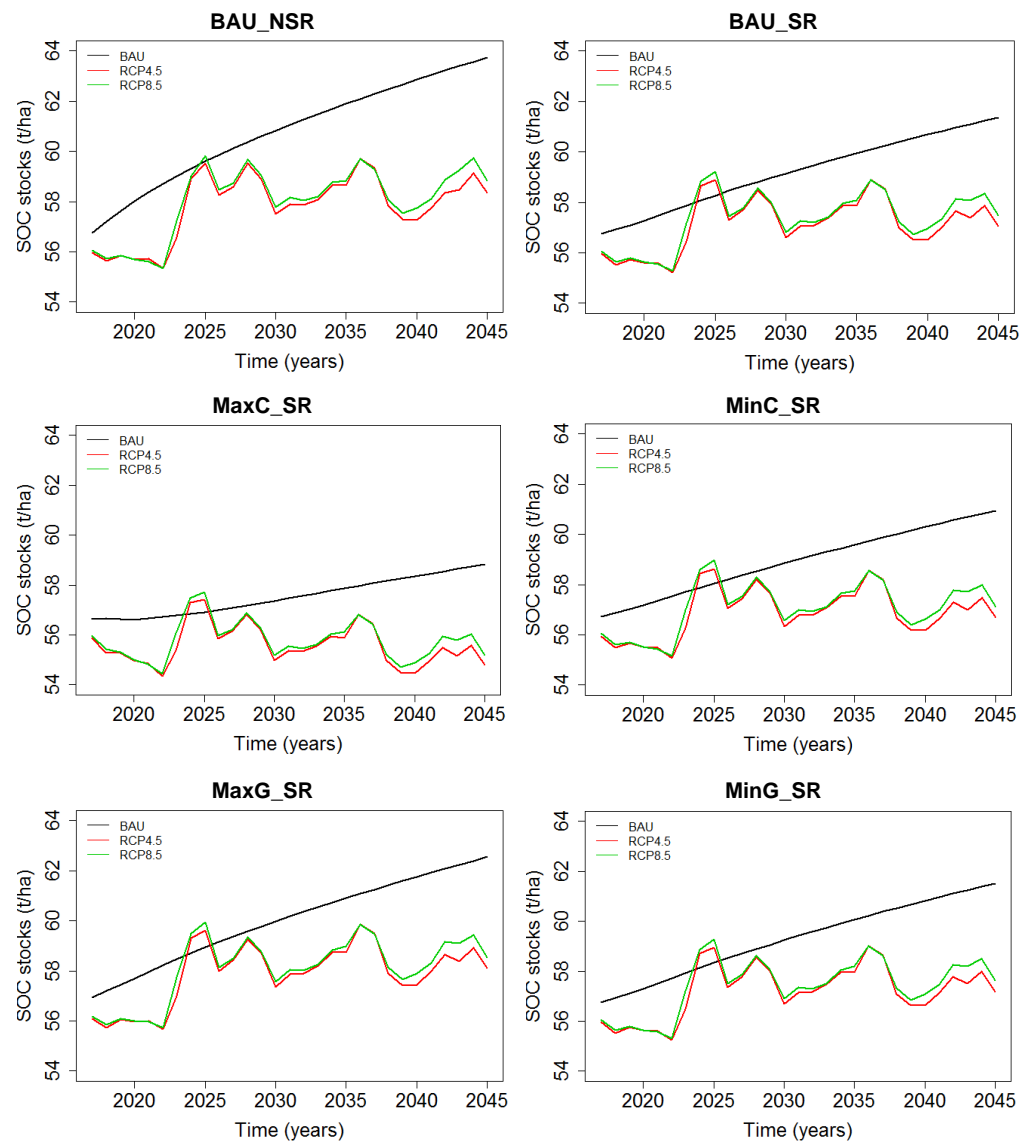 BAU_NSR
BAU_SR
SOC stocks (t/ha)
54 56 58 60 62 64
BAU
RCP4.5
RCP8.5
2020 2025 2030 2035 2040 2045
Time (years)
SOC stocks (t/ha)
54 56 58 60 62 64
BAU
RCP4.5
RCP8.5
2020 2025 2030 2035 2040 2045
Time (years)
MaxC_SR
MinC_SR
SOC stocks (t/ha)
54 56 58 60 62 64
BAU
RCP4.5
RCP8.5
2020 2025 2030 2035 2040 2045
Time (years)
SOC stocks (t/ha)
54 56 58 60 62 64
BAU
RCP4.5
RCP8.5
2020 2025 2030 2035 2040 2045
Time (years)
MaxG_SR
MinG_SR
SOC stocks (t/ha)
54 56 58 60 62 64
BAU
RCP4.5
RCP8.5
2020 2025 2030 2035 2040 2045
Time (years)
SOC stocks (t/ha)
54 56 58 60 62 64
BAU
RCP4.5
RCP8.5
2020 2025 2030 2035 2040 2045
Time (years)